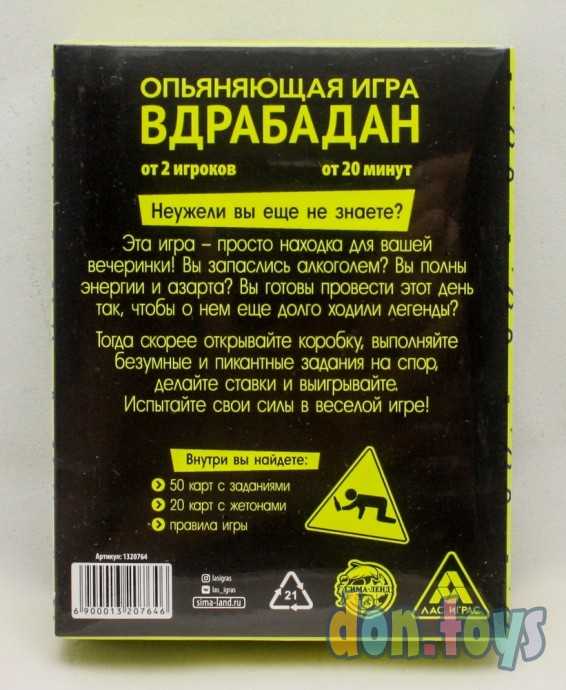 ОПЬЯНЯЮЩАЯ ИГРА
ВДРАБАДАН
от 2 игроков от 20 минут
Неужели вы еще не знаете?
Эта игра – просто находка для вашей
вечеринки! Вы запаслись алкоголем? Вы полны
энергии и азарта? Вы готовы провести этот день
так, чтобы о нем еще долго ходили легенды?
Тогда скорее открывайте коробку, выполняйте
безумные и пикантные задания на спор,
делайте ставки и выигрывайте.
Испытайте свои силы в веселой игре!
Внутри вы найдете:
50 карт с заданиями
20 карт с жетонами
правила игры
Артикул: 1320764
6 900013 207646
lasigras
las_igras
sima-land.ru
21
СИМА-ЛЕНД
ЛАС ИГРАС
don.toys